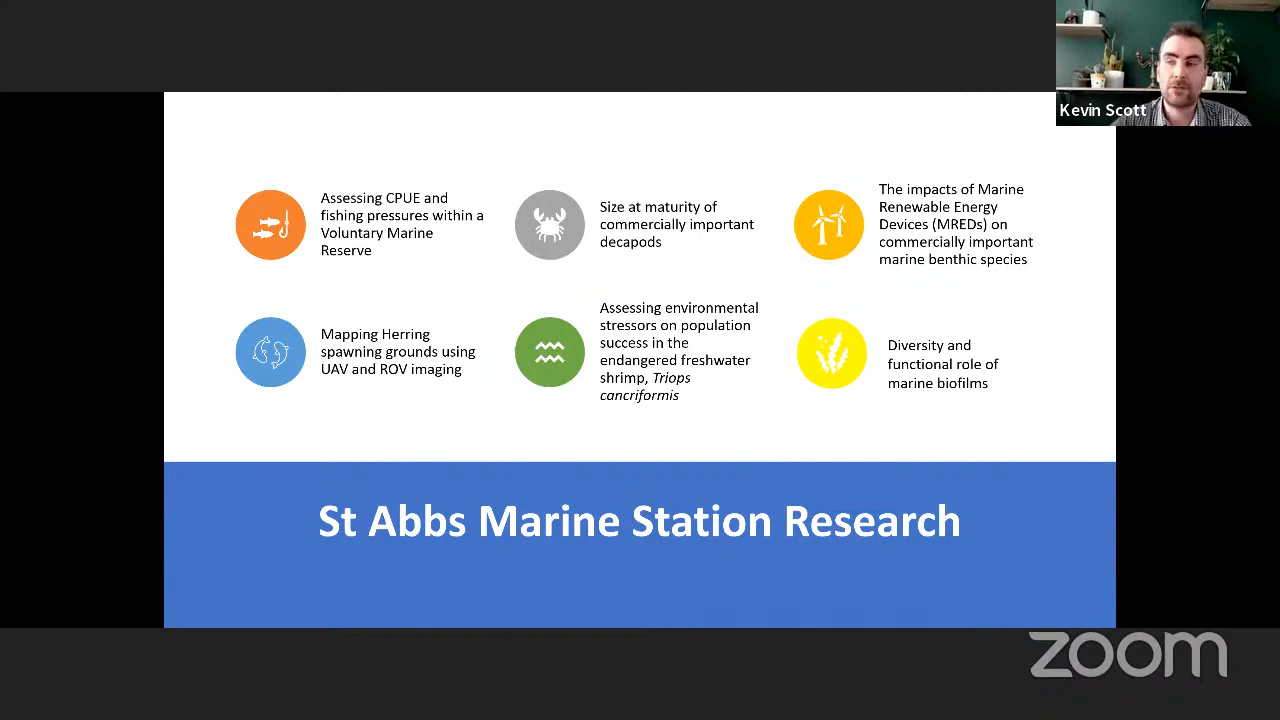 Kevin Scott
Assessing CPUE and
fishing pressures within a
Voluntary Marine
Reserve
Size at maturity of
commercially important
decapods
The impacts of Marine
Renewable Energy
Devices (MREDs) on
commercially important
marine benthic species
Mapping Herring
spawning grounds using
UAV and ROV imaging
Assessing environmental
stressors on population
success in the
endangered freshwater
shrimp, Triops
cancriformis
Diversity and
functional role of
marine biofilms
St Abbs Marine Station Research
zoom